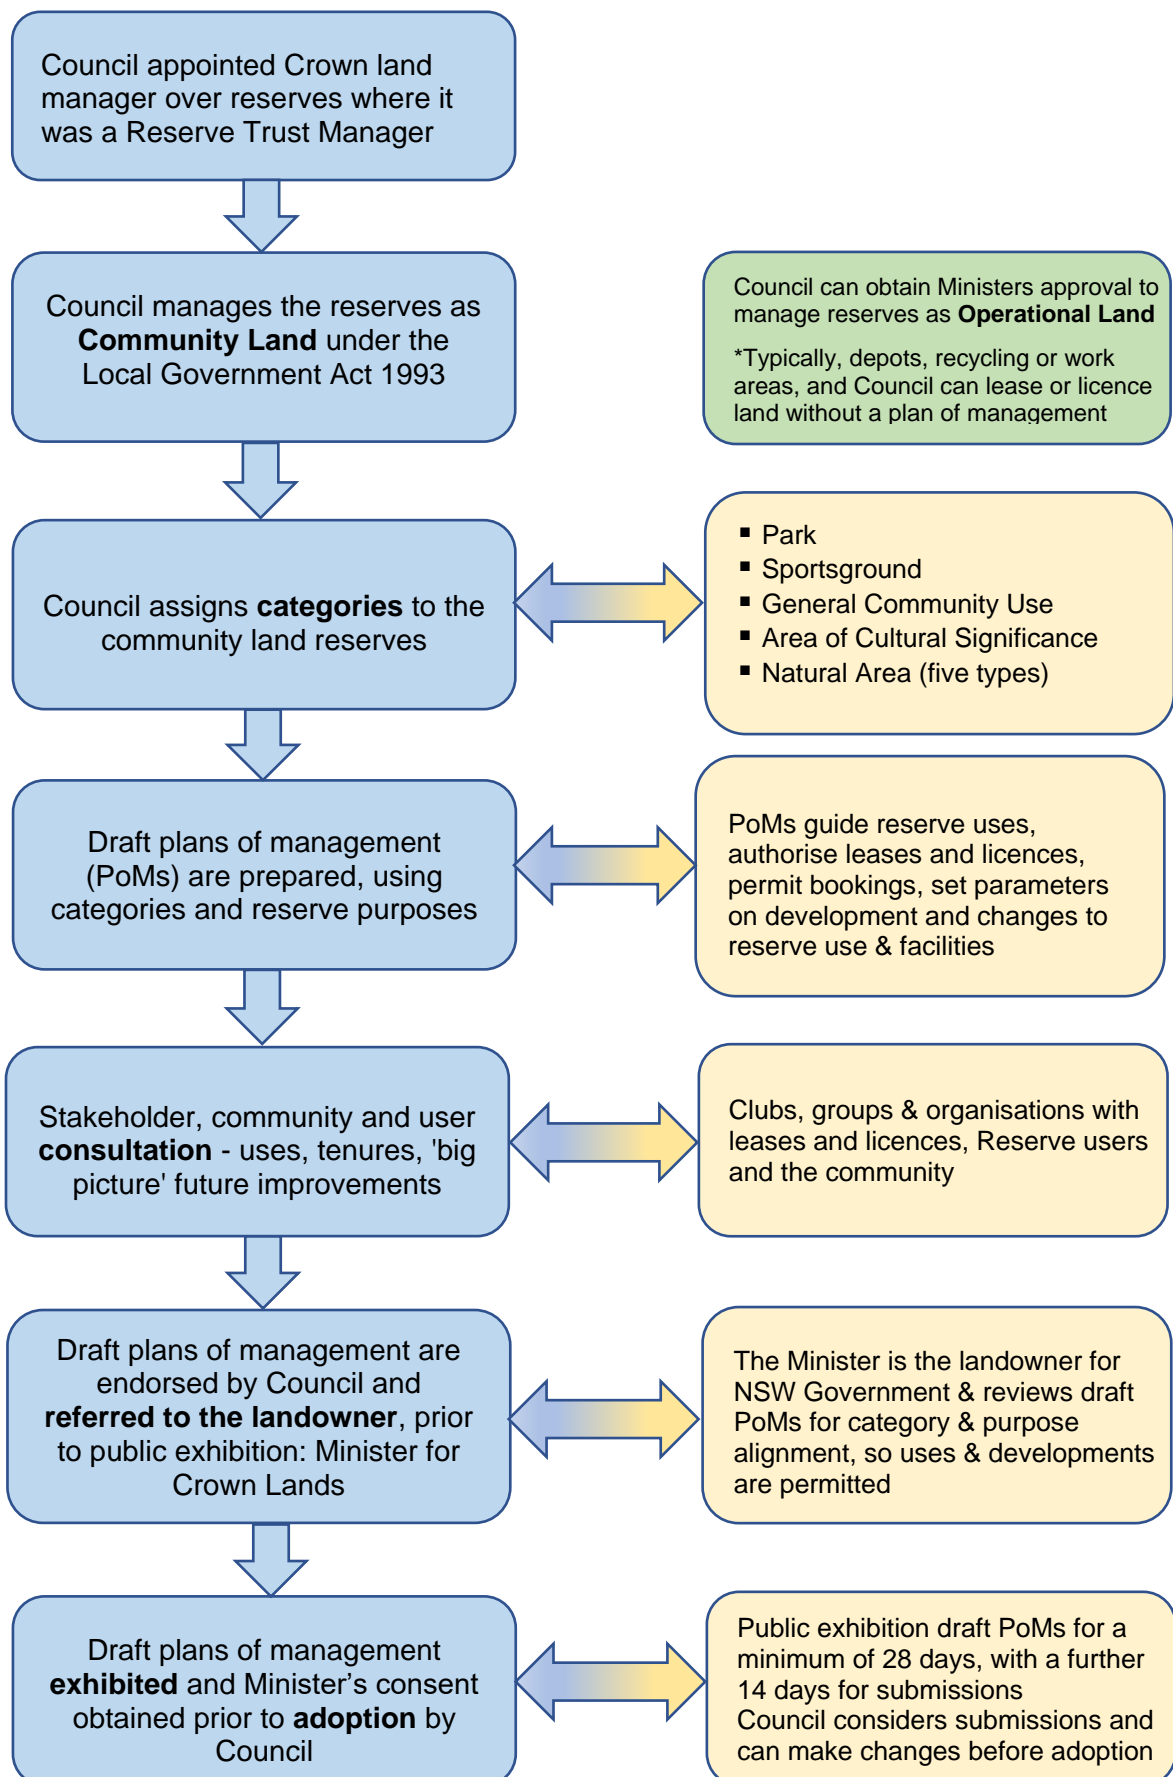 Council appointed Crown land
manager over reserves where it
was a Reserve Trust Manager
Council manages the reserves as
Community Land under the
Local Government Act 1993
Council can obtain Ministers approval to
manage reserves as Operational Land
*Typically, depots, recycling or work
areas, and Council can lease or licence
land without a plan of management
Council assigns categories to the
community land reserves
▪ Park
▪ Sportsground
▪ General Community Use
▪ Area of Cultural Significance
▪ Natural Area (five types)
Draft plans of management
(PoMs) are prepared, using
categories and reserve purposes
PoMs guide reserve uses,
authorise leases and licences,
permit bookings, set parameters
on development and changes to
reserve use & facilities
Stakeholder, community and user
consultation - uses, tenures, 'big
picture' future improvements
Clubs, groups & organisations with
leases and licences, Reserve users
and the community
Draft plans of management are
endorsed by Council and
referred to the landowner, prior
to public exhibition: Minister for
Crown Lands
The Minister is the landowner for
NSW Government & reviews draft
PoMs for category & purpose
alignment, so uses & developments
are permitted
Draft plans of management
exhibited and Minister’s consent
obtained prior to adoption by
Council
Public exhibition draft PoMs for a
minimum of 28 days, with a further
14 days for submissions
Council considers submissions and
can make changes before adoption